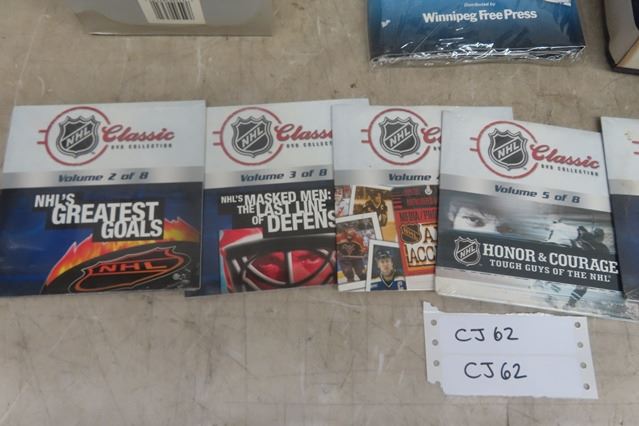 Distributed by
Winnipeg Free Press
NHL
Classic
DVD COLLECTION
Volume 2 of 8
NHL'S
GREATEST
GOALS
NHL
NHL
Class
DVD COLLECTION
Volume 3 of 8
NHL'S MASKED MEN:
THE LAST LINE
OF DEFENS
NHL
Volume
NHL
Classic
DVD COLLECTION
Volume 5 of 8
HONOR & COURAGE
TOUGH GUYS OF THE NHL
CJ 62
CJ 62